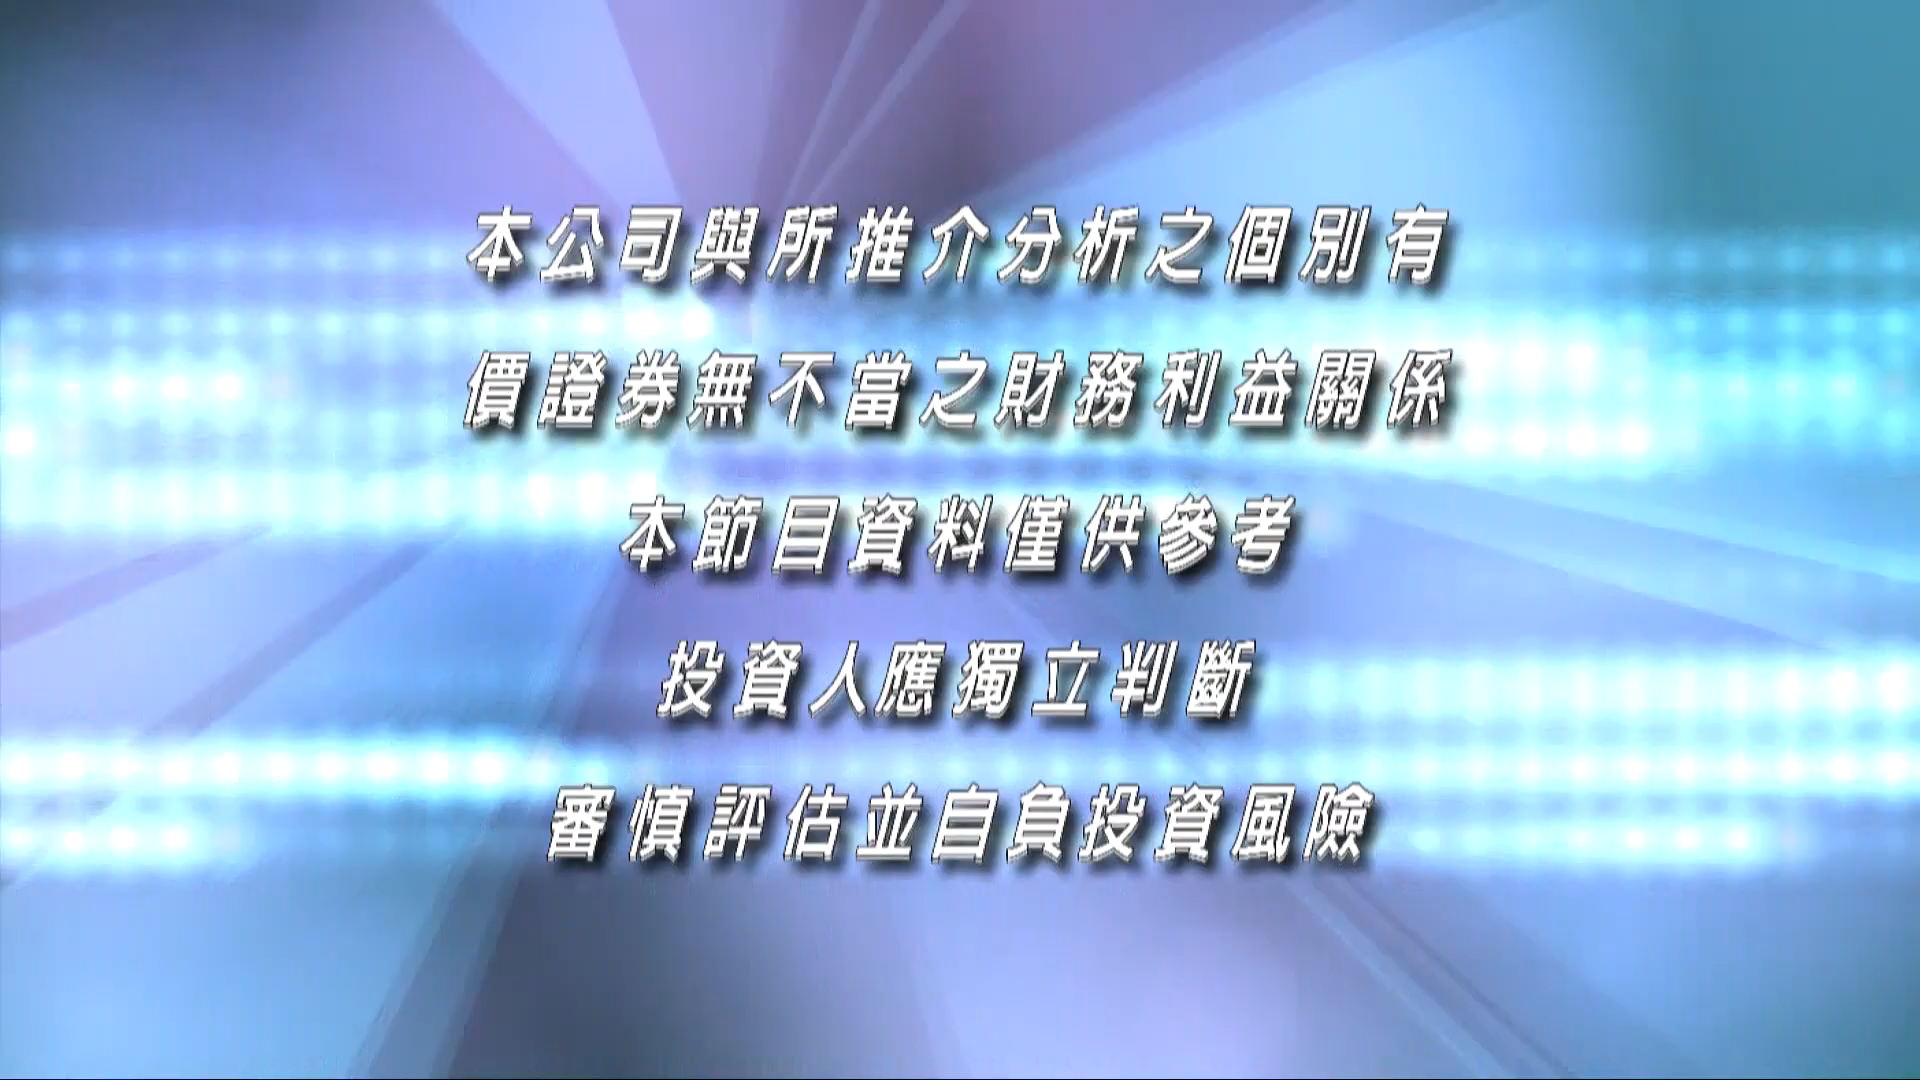 本公司與所推介分析之個別有
價證券無不當之財務利益關係
本節目資料僅供參考
投資人應獨立判斷
審慎評估並自負投資風險